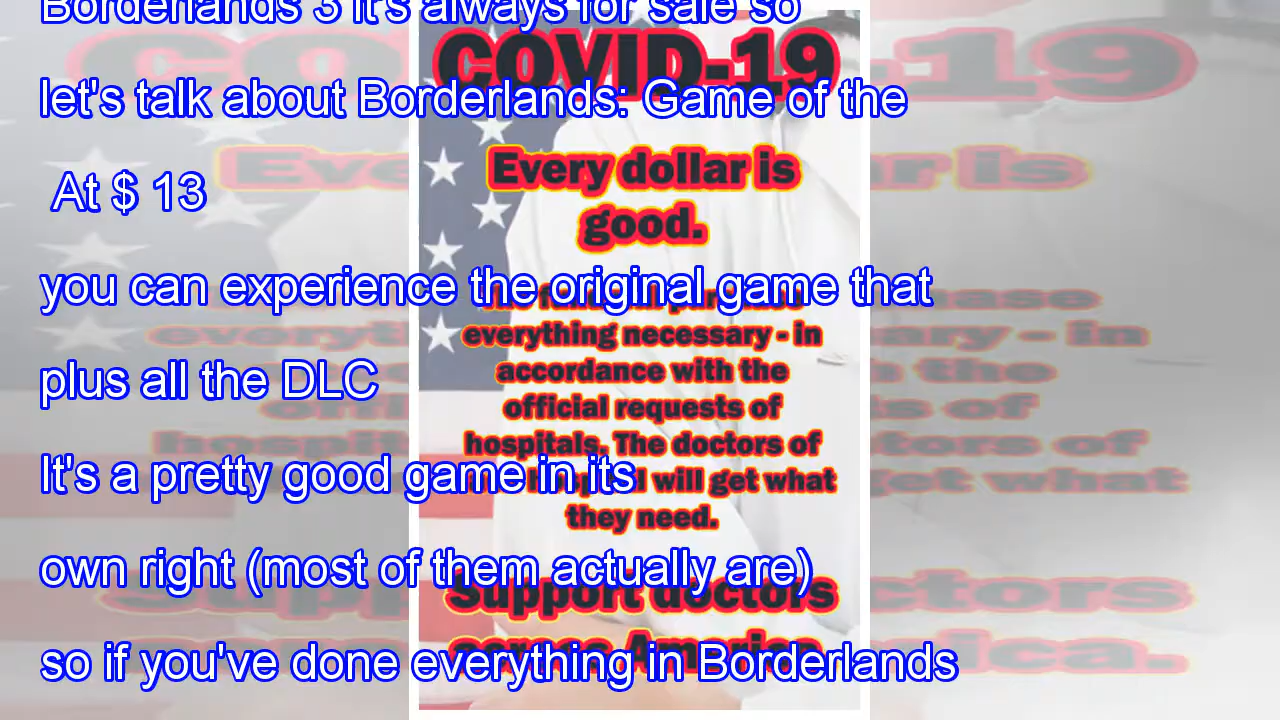 Borderlands 3 it's always for sale so
let's talk about Borderlands: Game of the
At $ 13
you can experience the original game that
plus all the DLC
It's a pretty good game in its
own right (most of them actually are)
so if you've done everything in Borderlands
COVID-19
Every dollar is
good.
everything necessary - in
accordance with the
official requests of
hospitals. The doctors of
will get what
they need.
Support doctors
across America.